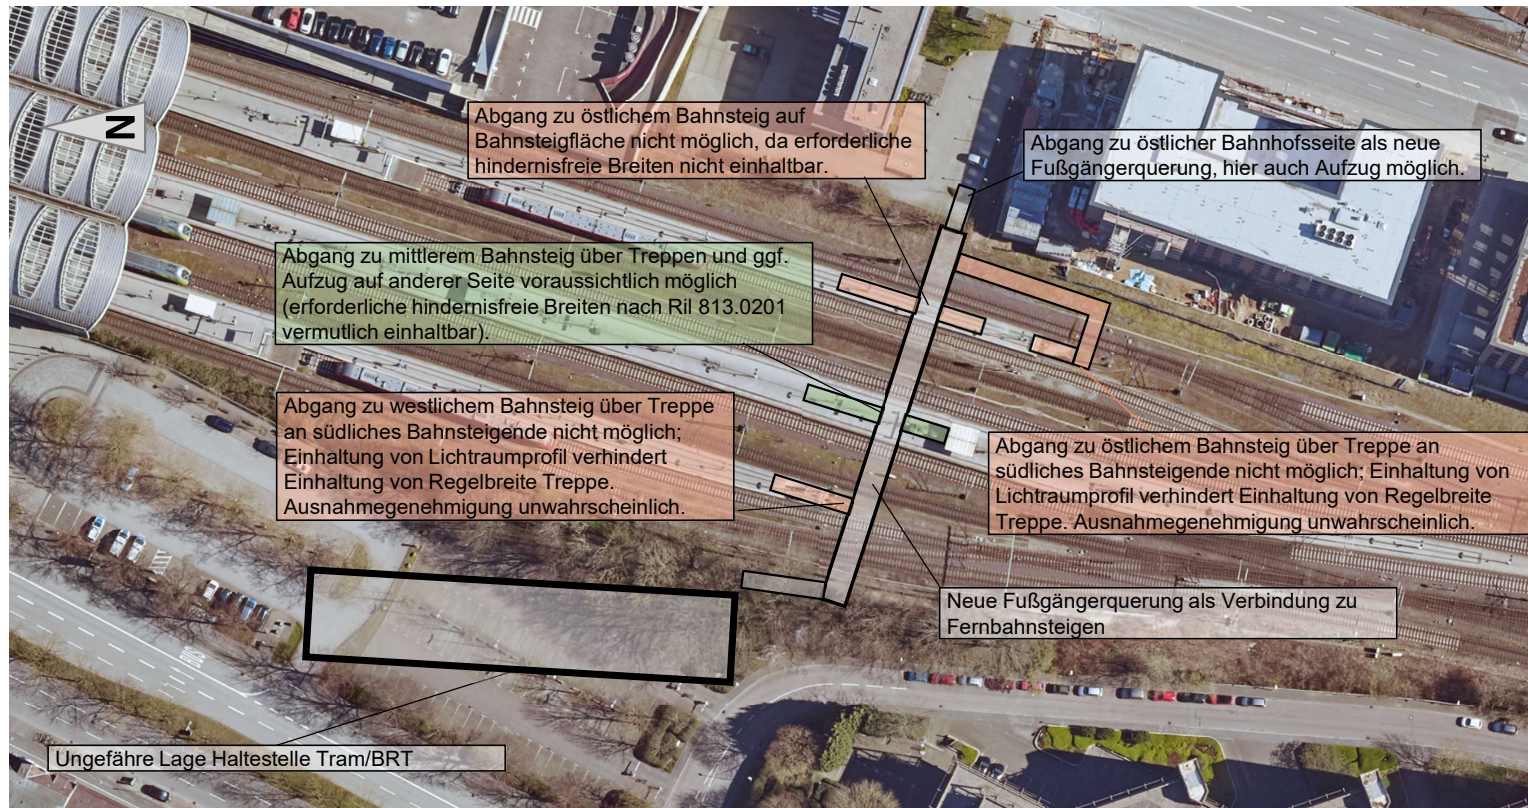 N
Abgang zu östlichem Bahnsteig auf
Bahnsteigfläche nicht möglich, da erforderliche
hindernisfreie Breiten nicht einhaltbar.
Abgang zu östlicher Bahnhofsseite als neue
Fußgängerquerung, hier auch Aufzug möglich.
Abgang zu mittlerem Bahnsteig über Treppen und ggf.
Aufzug auf anderer Seite voraussichtlich möglich
(erforderliche hindernisfreie Breiten nach Ril 813.0201
vermutlich einhaltbar).
Abgang zu westlichem Bahnsteig über Treppe
an südliches Bahnsteigende nicht möglich;
Einhaltung von Lichtraumprofil verhindert
Einhaltung von Regelbreite Treppe.
Ausnahmegenehmigung unwahrscheinlich.
Abgang zu östlichem Bahnsteig über Treppe an
südliches Bahnsteigende nicht möglich; Einhaltung von
Lichtraumprofil verhindert Einhaltung von Regelbreite
Treppe. Ausnahmegenehmigung unwahrscheinlich.
Neue Fußgängerquerung als Verbindung zu
Fernbahnsteigen
BUS
Ungefähre Lage Haltestelle Tram/BRT